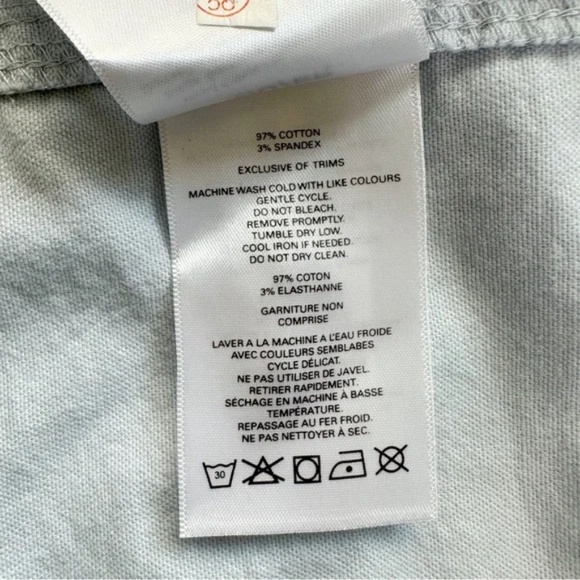 97% COTTON
3% SPANDEX
EXCLUSIVE OF TRIMS
MACHINE WASH COLD WITH LIKE COLOURS
GENTLE CYCLE.
DO NOT BLEACH.
REMOVE PROMPTLY.
TUMBLE DRY LOW.
COOL IRON IF NEEDED.
DO NOT DRY CLEAN.
97% COTON
3% ELASTHANNE
GARNITURE NON
COMPRISE
LAVER A LA MACHINE A L'EAU FROIDE
AVEC COULEURS SEMBLABES
CYCLE DÉLICAT.
NE PAS UTILISER DE JAVEL.
RETIRER RAPIDEMENT.
SÉCHAGE EN MACHINE À BASSE
TEMPÉRATURE.
REPASSAGE AU FER FROID.
NE PAS NETTOYER À SEC.
30